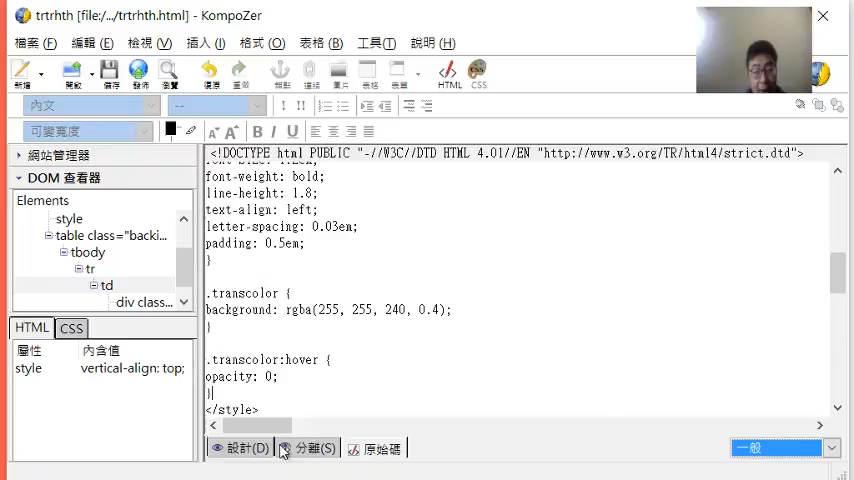 trtrhth [file:/.../trtrhth.html] - KompoZer
檔案 (F) 編輯 (E) 檢視 (V) 插入 (I) 格式 (O) 表格 (B) 工具(T) 說明 (H)
新增 開啟 儲存 發佈 瀏覽 復原 重做 錨點 連結 圖片 表格 表單 HTML CSS
內文 -- ! !!
可變寬度 A A B I U
網站管理器
DOM 查看器
Elements
style
table class="backi...
tbody
tr
td
div class...
HTML CSS
屬性 內含值
style vertical-align: top;
<!DOCTYPE html PUBLIC "-//W3C//DTD HTML 4.01//EN "http://www.w3.org/TR/html4/strict.dtd">
font-weight: bold;
line-height: 1.8;
text-align: left;
letter-spacing: 0.03em;
padding: 0.5em;
}
.transcolor {
background: rgba(255, 255, 240, 0.4);
}
.transcolor:hover {
opacity: 0;
}
</style>
設計(D) 分離(S) 原始碼 一般